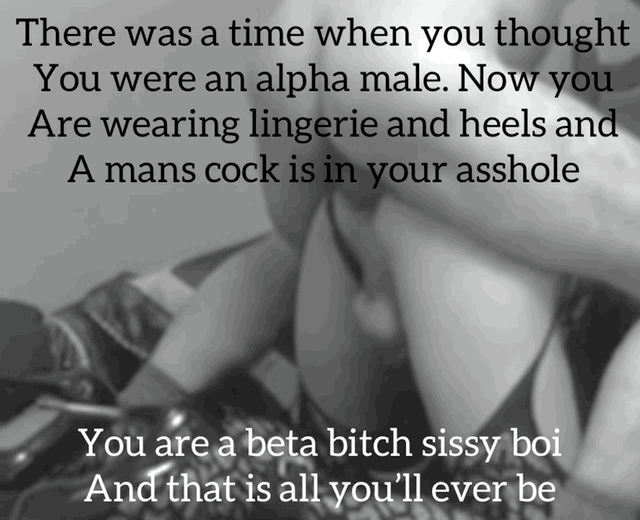 There was a time when you thought
You were an alpha male. Now you
Are wearing lingerie and heels and
A mans cock is in your asshole
You are a beta bitch sissy boi
And that is all you'll ever be